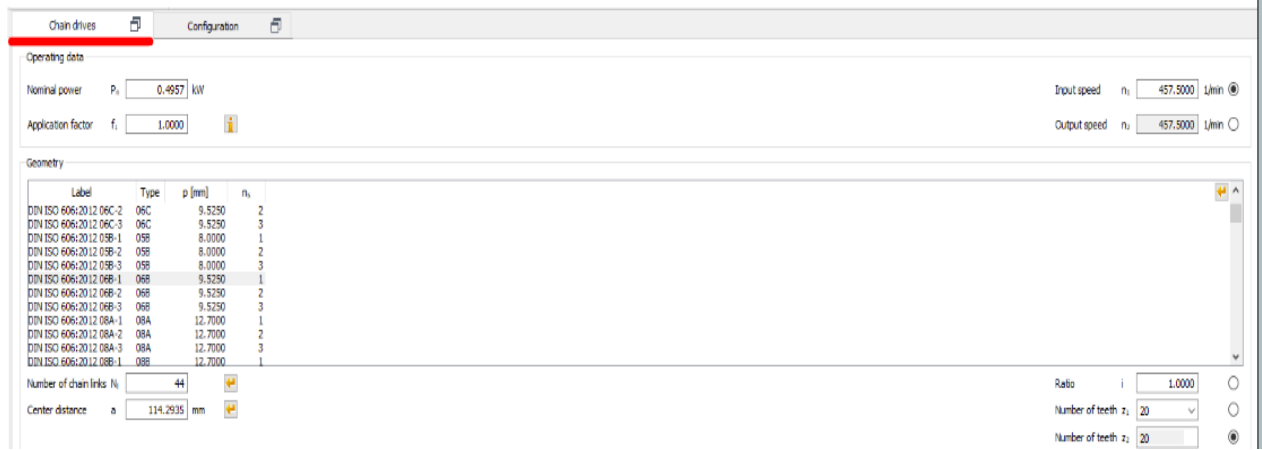 Chain drives Configuration
Operating data
Nominal power Pₙ 0.4957 kW Input speed n₁ 457.5000 1/min
Application factor f₁ 1.0000 Output speed n₂ 457.5000 1/min
Geometry
Label Type p [mm] nₛ
DIN ISO 606:2012 06C-2 06C 9.5250 2
DIN ISO 606:2012 06C-3 06C 9.5250 3
DIN ISO 606:2012 05B-1 05B 8.0000 1
DIN ISO 606:2012 05B-2 05B 8.0000 2
DIN ISO 606:2012 05B-3 05B 8.0000 3
DIN ISO 606:2012 06B-1 06B 9.5250 1
DIN ISO 606:2012 06B-2 06B 9.5250 2
DIN ISO 606:2012 06B-3 06B 9.5250 3
DIN ISO 606:2012 08A-1 08A 12.7000 1
DIN ISO 606:2012 08A-2 08A 12.7000 2
DIN ISO 606:2012 08A-3 08A 12.7000 3
DIN ISO 606:2012 08B-1 08B 12.7000 1
Number of chain links Nₗ 44 Ratio i 1.0000
Center distance a 114.2935 mm Number of teeth z₁ 20
Number of teeth z₂ 20